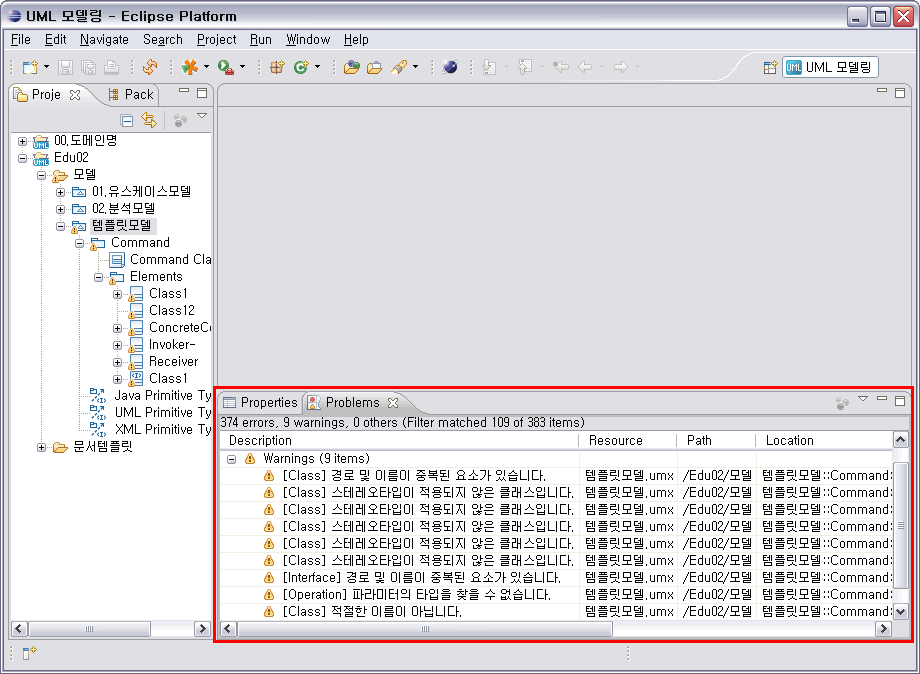 UML 모델링 - Eclipse Platform
File Edit Navigate Search Project Run Window Help
UML 모델링
Proje Pack
00.도메인명
Edu02
모델
01.유스케이스모델
02.분석모델
템플릿모델
Command
Command Cla
Elements
Class1
Class12
ConcreteCo
Invoker-
Receiver
Class1
Java Primitive Ty
UML Primitive Ty
XML Primitive Ty
문서템플릿
Properties Problems
374 errors, 9 warnings, 0 others (Filter matched 109 of 383 items)
Description Resource Path Location
Warnings (9 items)
[Class] 경로 및 이름이 중복된 요소가 있습니다. 템플릿모델.umx /Edu02/모델 템플릿모델::Command:
[Class] 스테레오타입이 적용되지 않은 클래스입니다. 템플릿모델.umx /Edu02/모델 템플릿모델::Command:
[Class] 스테레오타입이 적용되지 않은 클래스입니다. 템플릿모델.umx /Edu02/모델 템플릿모델::Command:
[Class] 스테레오타입이 적용되지 않은 클래스입니다. 템플릿모델.umx /Edu02/모델 템플릿모델::Command:
[Class] 스테레오타입이 적용되지 않은 클래스입니다. 템플릿모델.umx /Edu02/모델 템플릿모델::Command:
[Class] 스테레오타입이 적용되지 않은 클래스입니다. 템플릿모델.umx /Edu02/모델 템플릿모델::Command:
[Interface] 경로 및 이름이 중복된 요소가 있습니다. 템플릿모델.umx /Edu02/모델 템플릿모델::Command:
[Operation] 파라미터의 타입을 찾을 수 없습니다. 템플릿모델.umx /Edu02/모델 템플릿모델::Command:
[Class] 적절한 이름이 아닙니다. 템플릿모델.umx /Edu02/모델 템플릿모델::Command: